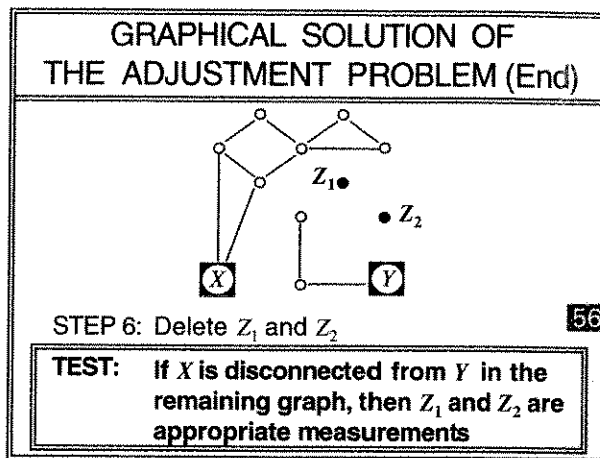 GRAPHICAL SOLUTION OF
THE ADJUSTMENT PROBLEM (End)
Z1
Z2
X
Y
STEP 6: Delete Z1 and Z2
56
TEST: If X is disconnected from Y in the
remaining graph, then Z1 and Z2 are
appropriate measurements